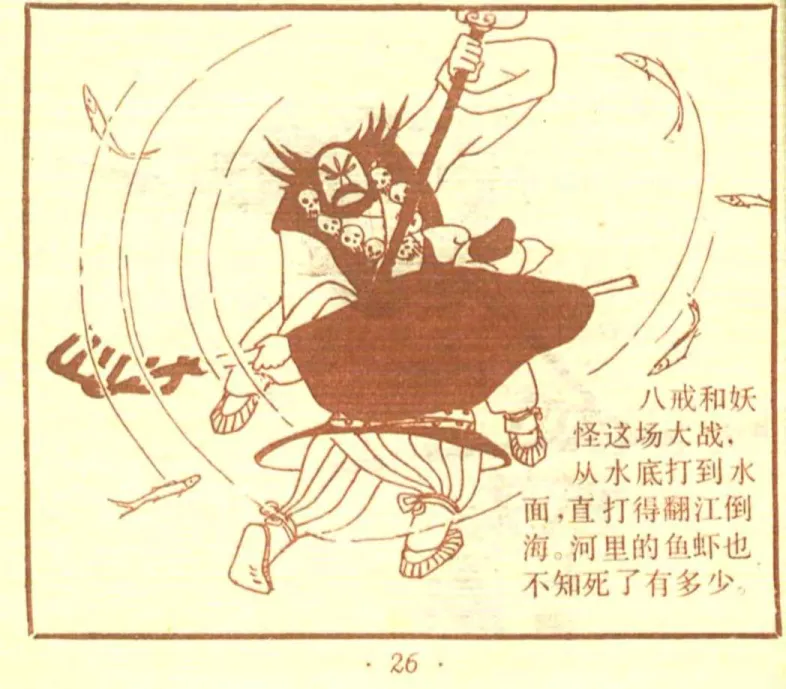 八戒和妖
怪这场大战，
从水底打到水
面，直打得翻江倒
海。河里的鱼虾也
不知死了有多少。
· 26 ·